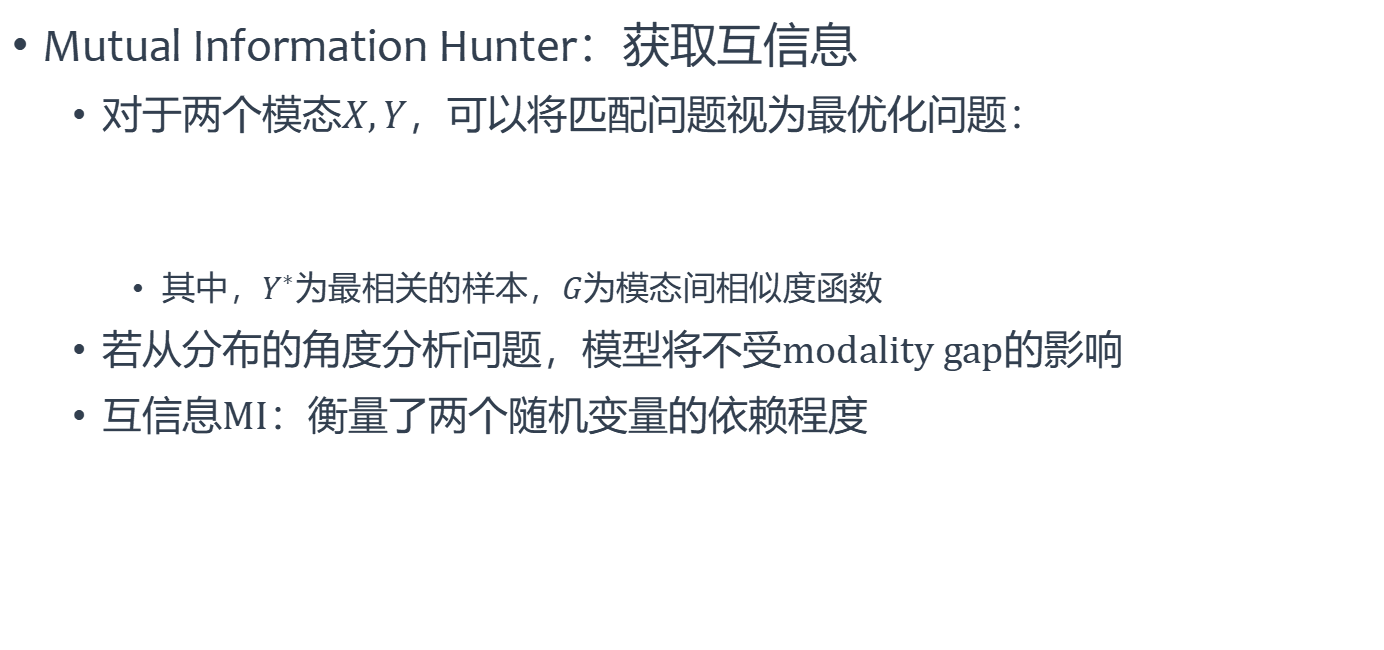 • Mutual Information Hunter：获取互信息
• 对于两个模态X, Y，可以将匹配问题视为最优化问题：
• 其中，Y*为最相关的样本，G为模态间相似度函数
• 若从分布的角度分析问题，模型将不受modality gap的影响
• 互信息MI：衡量了两个随机变量的依赖程度